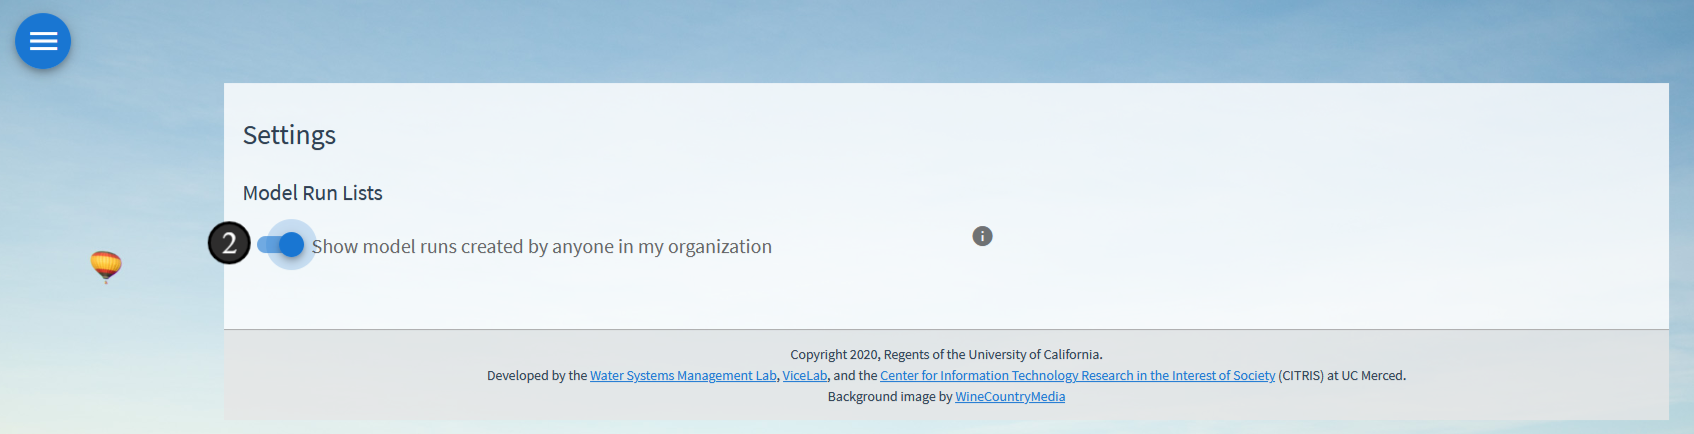 Settings
Model Run Lists
2
Show model runs created by anyone in my organization
Copyright 2020, Regents of the University of California.
Developed by the Water Systems Management Lab, ViceLab, and the Center for Information Technology Research in the Interest of Society (CITRIS) at UC Merced.
Background image by WineCountryMedia